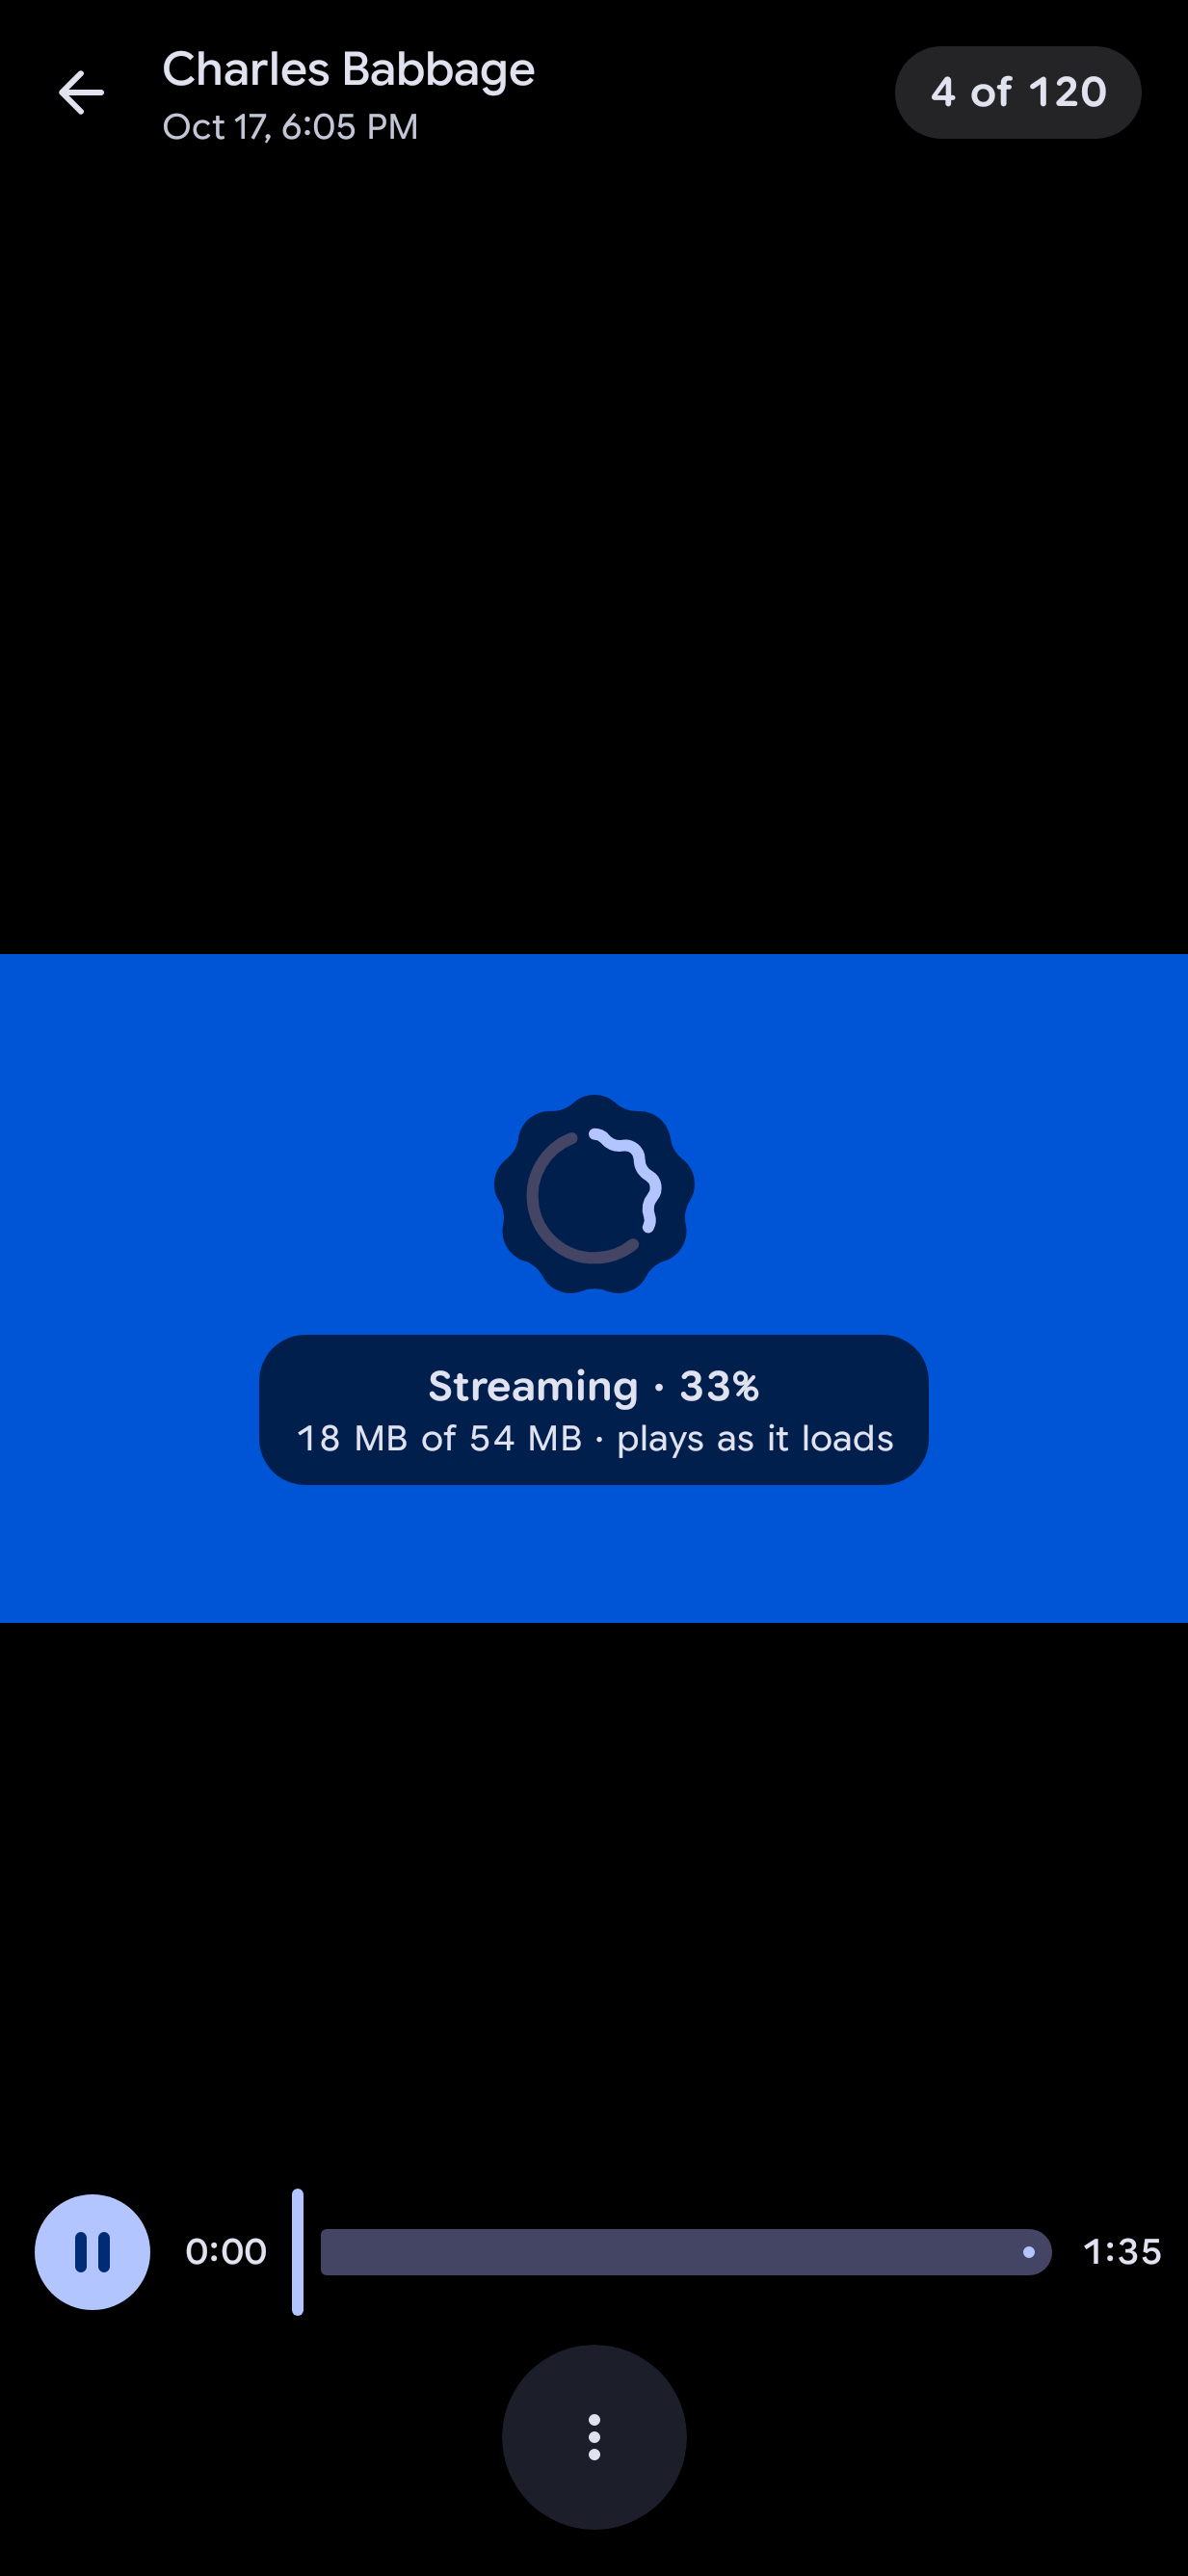 Charles Babbage
Oct 17, 6:05 PM
4 of 120
Streaming · 33%
18 MB of 54 MB · plays as it loads
0:00
1:35